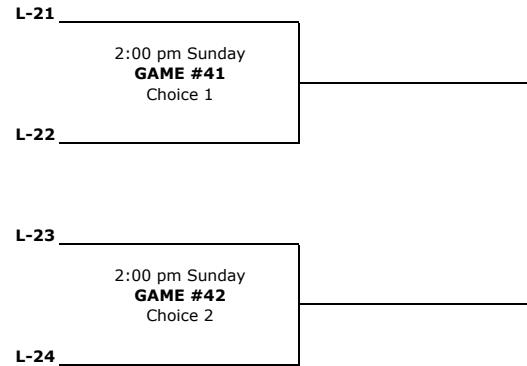 L-21
2:00 pm Sunday
GAME #41
Choice 1
L-22
L-23
2:00 pm Sunday
GAME #42
Choice 2
L-24